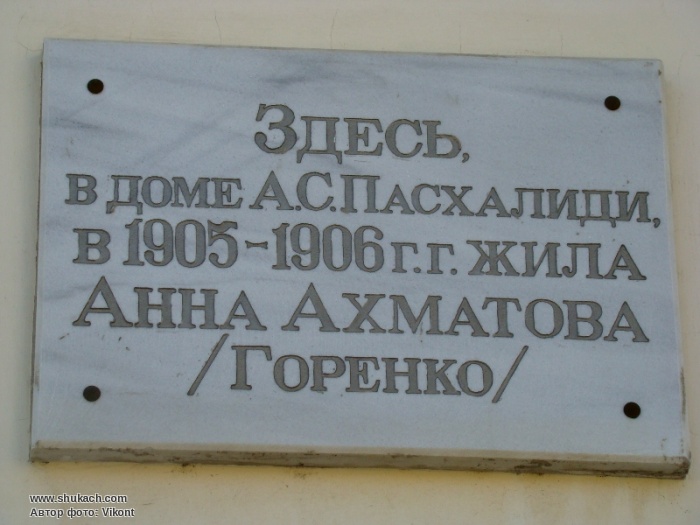 Здесь,
в доме А.С.Пасхалиди,
в 1905-1906 г.г. жила
Анна Ахматова
/Горенко/
www.shukach.com
Автор фото: Vikont